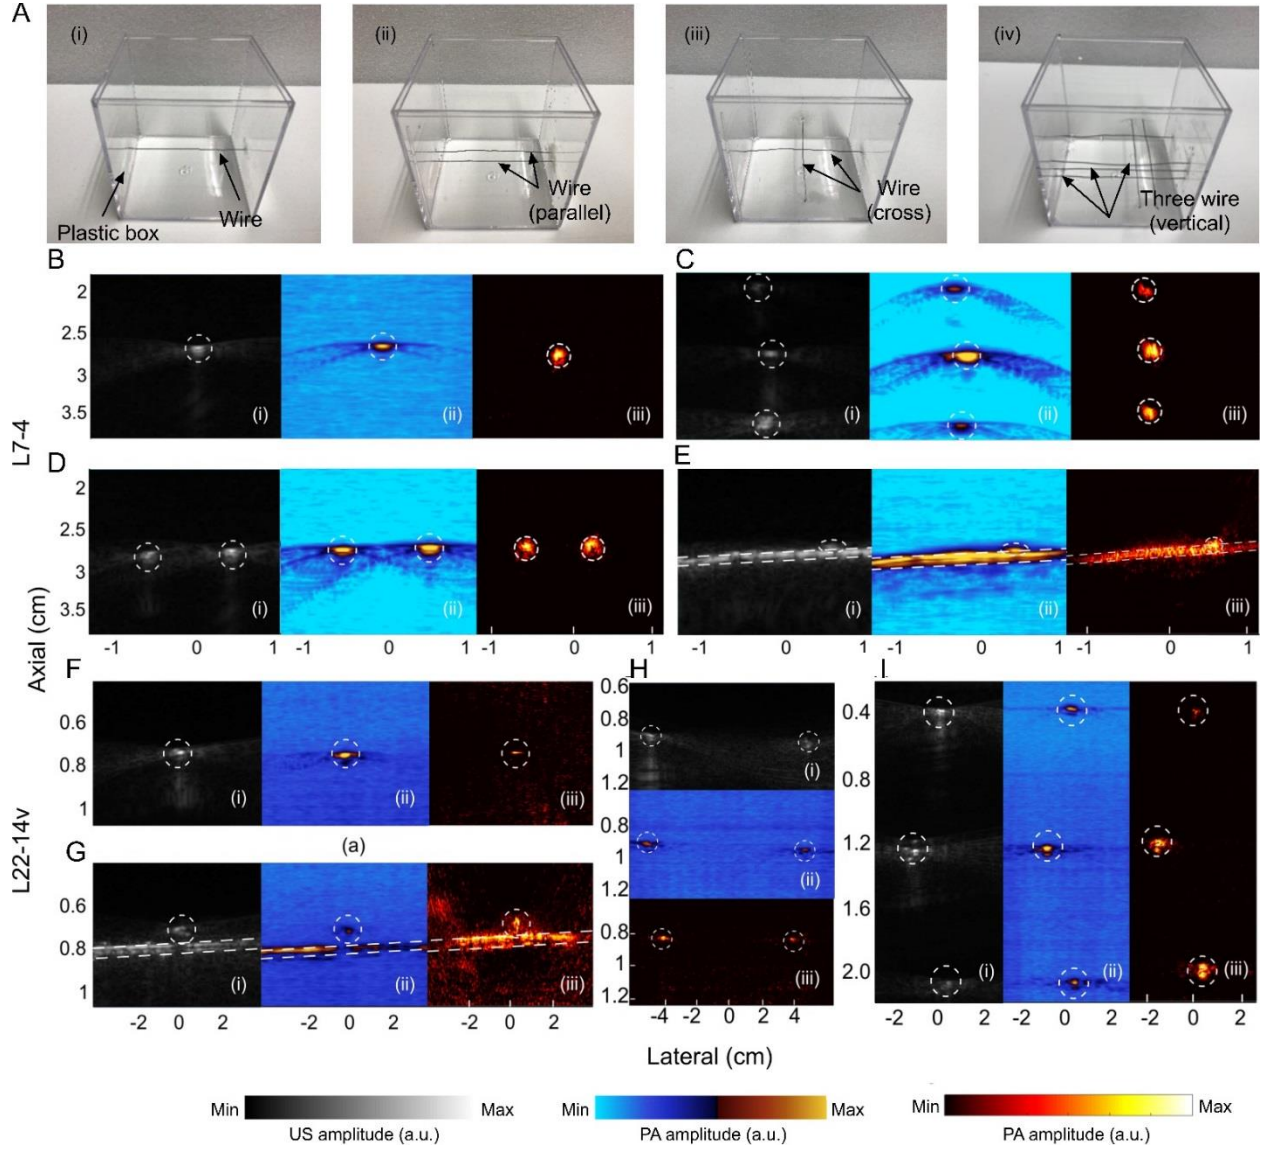 A
(i)
Plastic box
Wire
(ii)
Wire
(parallel)
(iii)
Wire
(cross)
(iv)
Three wire
(vertical)
B
2
2.5
3
3.5
(i)
(ii)
(iii)
C
(i)
(ii)
(iii)
L7-4
D
2
2.5
3
3.5
(i)
(ii)
(iii)
-1 0 1 -1 0 1 -1 0 1
E
(i)
(ii)
(iii)
-1 0 1 -1 0 1 -1 0 1
Axial (cm)
L22-14v
F
0.6
0.8
1
(i)
(ii)
(iii)
(a)
G
0.6
0.8
1
(i)
(ii)
(iii)
-2 0 2 -2 0 2 -2 0 2
H
0.6
0.8
1
1.2
(i)
0.8
1
1.2
(ii)
0.8
1
1.2
(iii)
-4 -2 0 2 4
I
0.4
0.8
1.2
1.6
2.0
(i)
(ii)
(iii)
-2 0 2 -2 0 2 -2 0 2
Lateral (cm)
Min Max
US amplitude (a.u.)
Min Max
PA amplitude (a.u.)
Min Max
PA amplitude (a.u.)